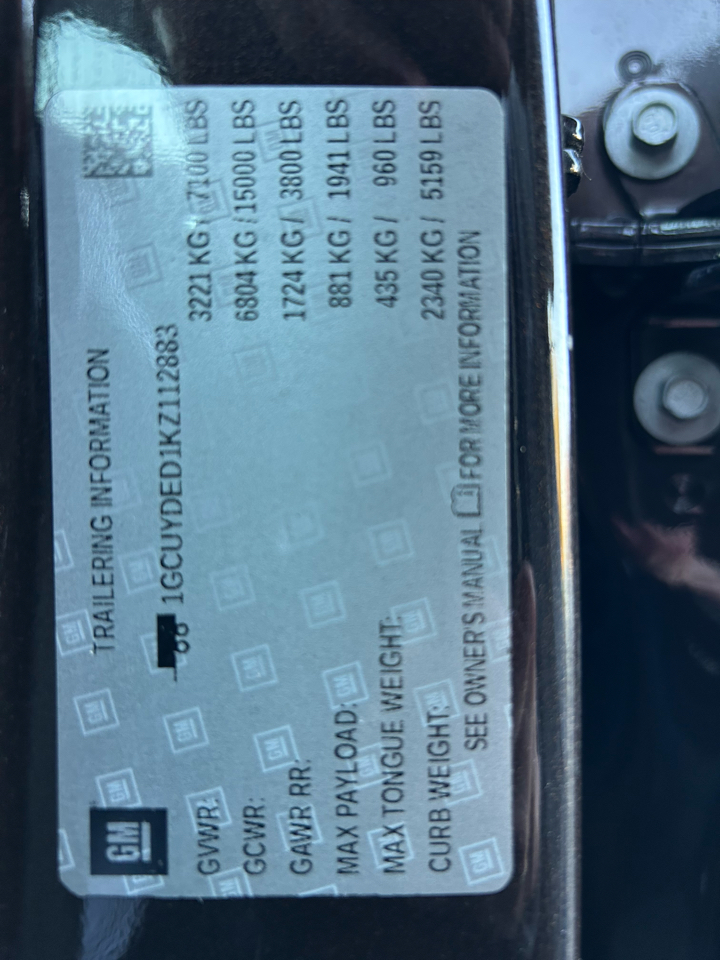 GM
TRAILERING INFORMATION
1GCUYDED1KZ112883
GVWR: 3221 KG / 7100 LBS
GCWR: 6804 KG / 15000 LBS
GAWR RR: 1724 KG / 3800 LBS
MAX PAYLOAD: 881 KG / 1941 LBS
MAX TONGUE WEIGHT: 435 KG / 960 LBS
CURB WEIGHT: 2340 KG / 5159 LBS
SEE OWNER'S MANUAL FOR MORE INFORMATION